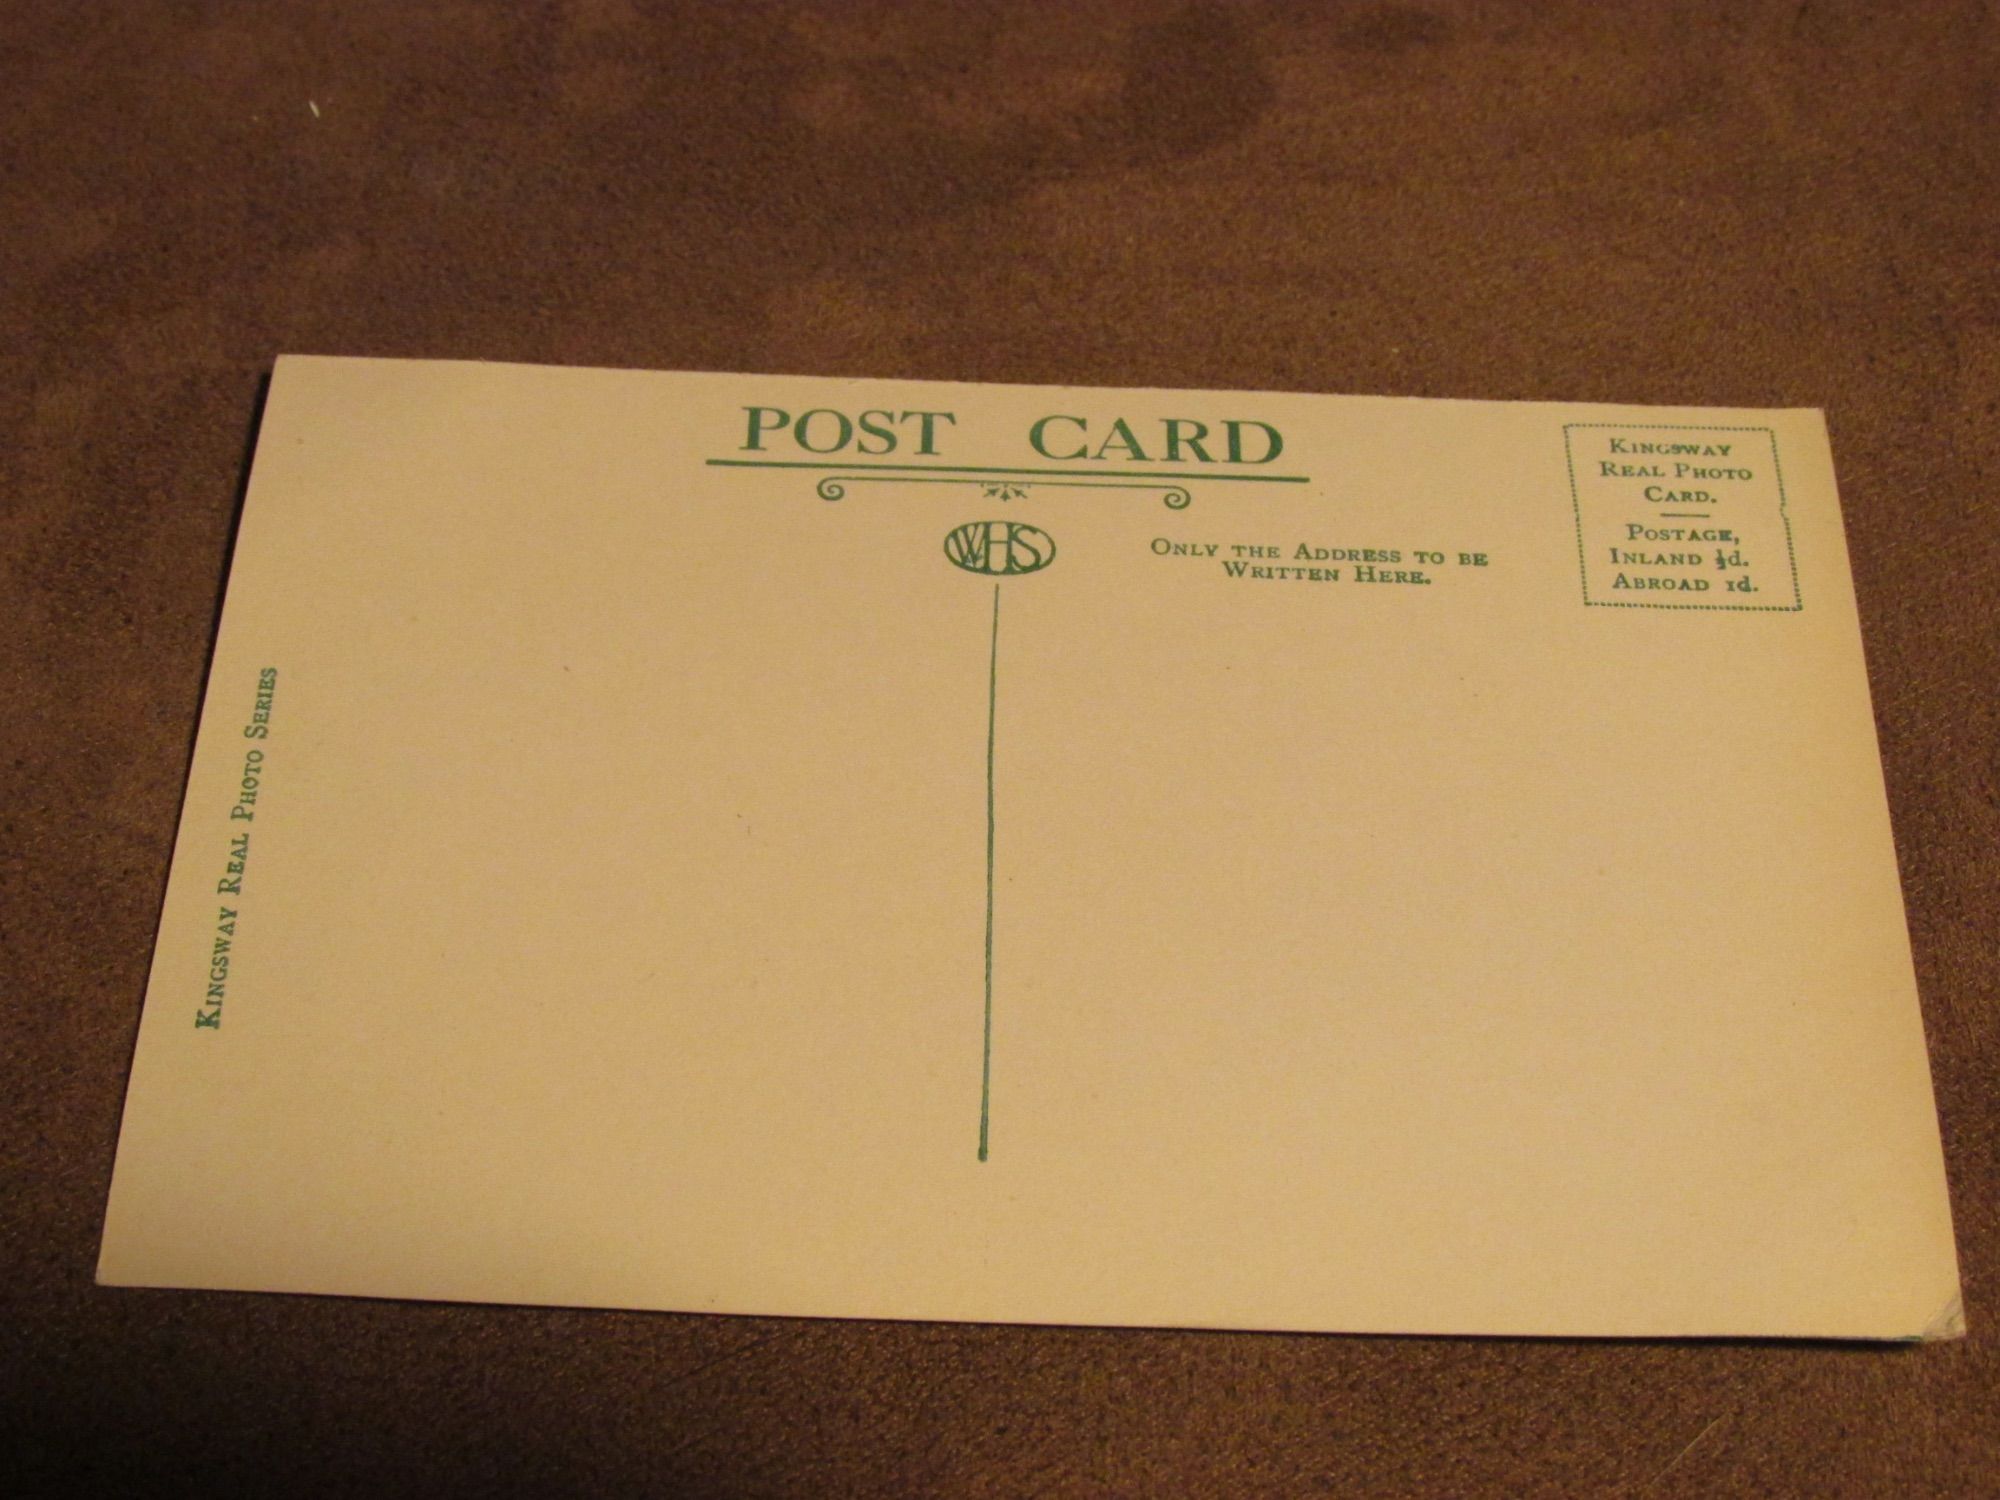 POST CARD
WHS
ONLY THE ADDRESS TO BE
WRITTEN HERE.
KINGSWAY
REAL PHOTO
CARD.
POSTAGE,
INLAND ½d.
ABROAD 1d.
KINGSWAY REAL PHOTO SERIES